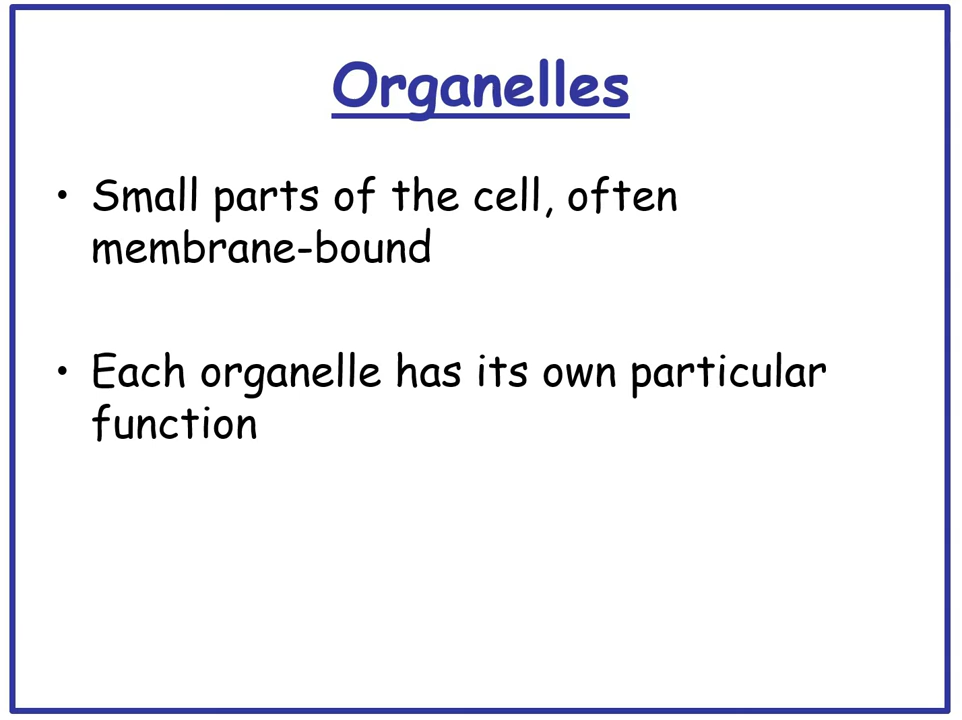 Organelles
• Small parts of the cell, often
membrane-bound
• Each organelle has its own particular
function